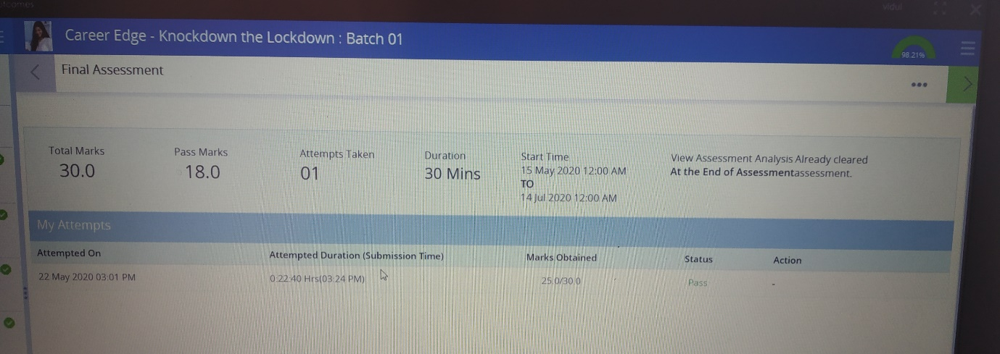 Vidul
Career Edge - Knockdown the Lockdown : Batch 01
98.21%
Final Assessment
Total Marks
30.0
Pass Marks
18.0
Attempts Taken
01
Duration
30 Mins
Start Time
15 May 2020 12:00 AM
TO
14 Jul 2020 12:00 AM
View Assessment Analysis Already cleared
At the End of Assessmentassessment.
My Attempts
Attempted On Attempted Duration (Submission Time) Marks Obtained Status Action
22 May 2020 03:01 PM 0:22:40 Hrs(03:24 PM) 25.0/30.0 Pass -